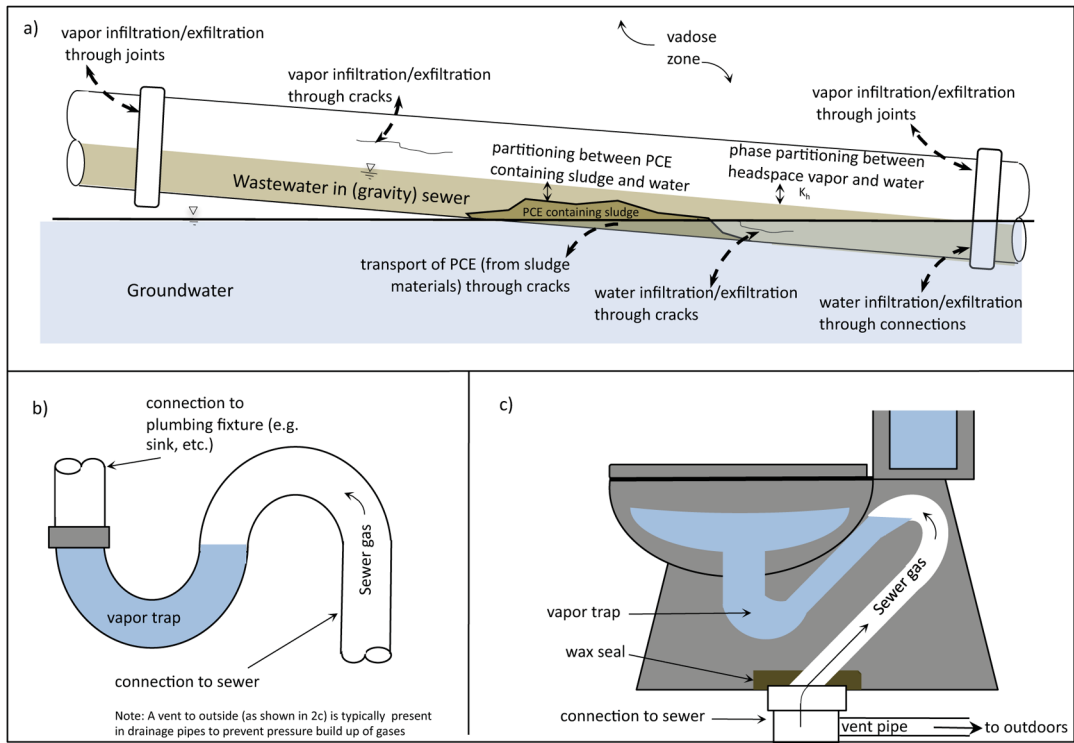 a)
vapor infiltration/exfiltration
through joints
vapor infiltration/exfiltration
through cracks
vadose
zone
vapor infiltration/exfiltration
through joints
partitioning between PCE
containing sludge and water
phase partitioning between
headspace vapor and water
Kh
Wastewater in (gravity) sewer
PCE containing sludge
transport of PCE (from sludge
materials) through cracks
water infiltration/exfiltration
through cracks
water infiltration/exfiltration
through connections
Groundwater
b)
connection to
plumbing fixture (e.g.
sink, etc.)
Sewer gas
vapor trap
connection to sewer
Note: A vent to outside (as shown in 2c) is typically present
in drainage pipes to prevent pressure build up of gases
c)
Sewer gas
vapor trap
wax seal
connection to sewer
vent pipe
to outdoors